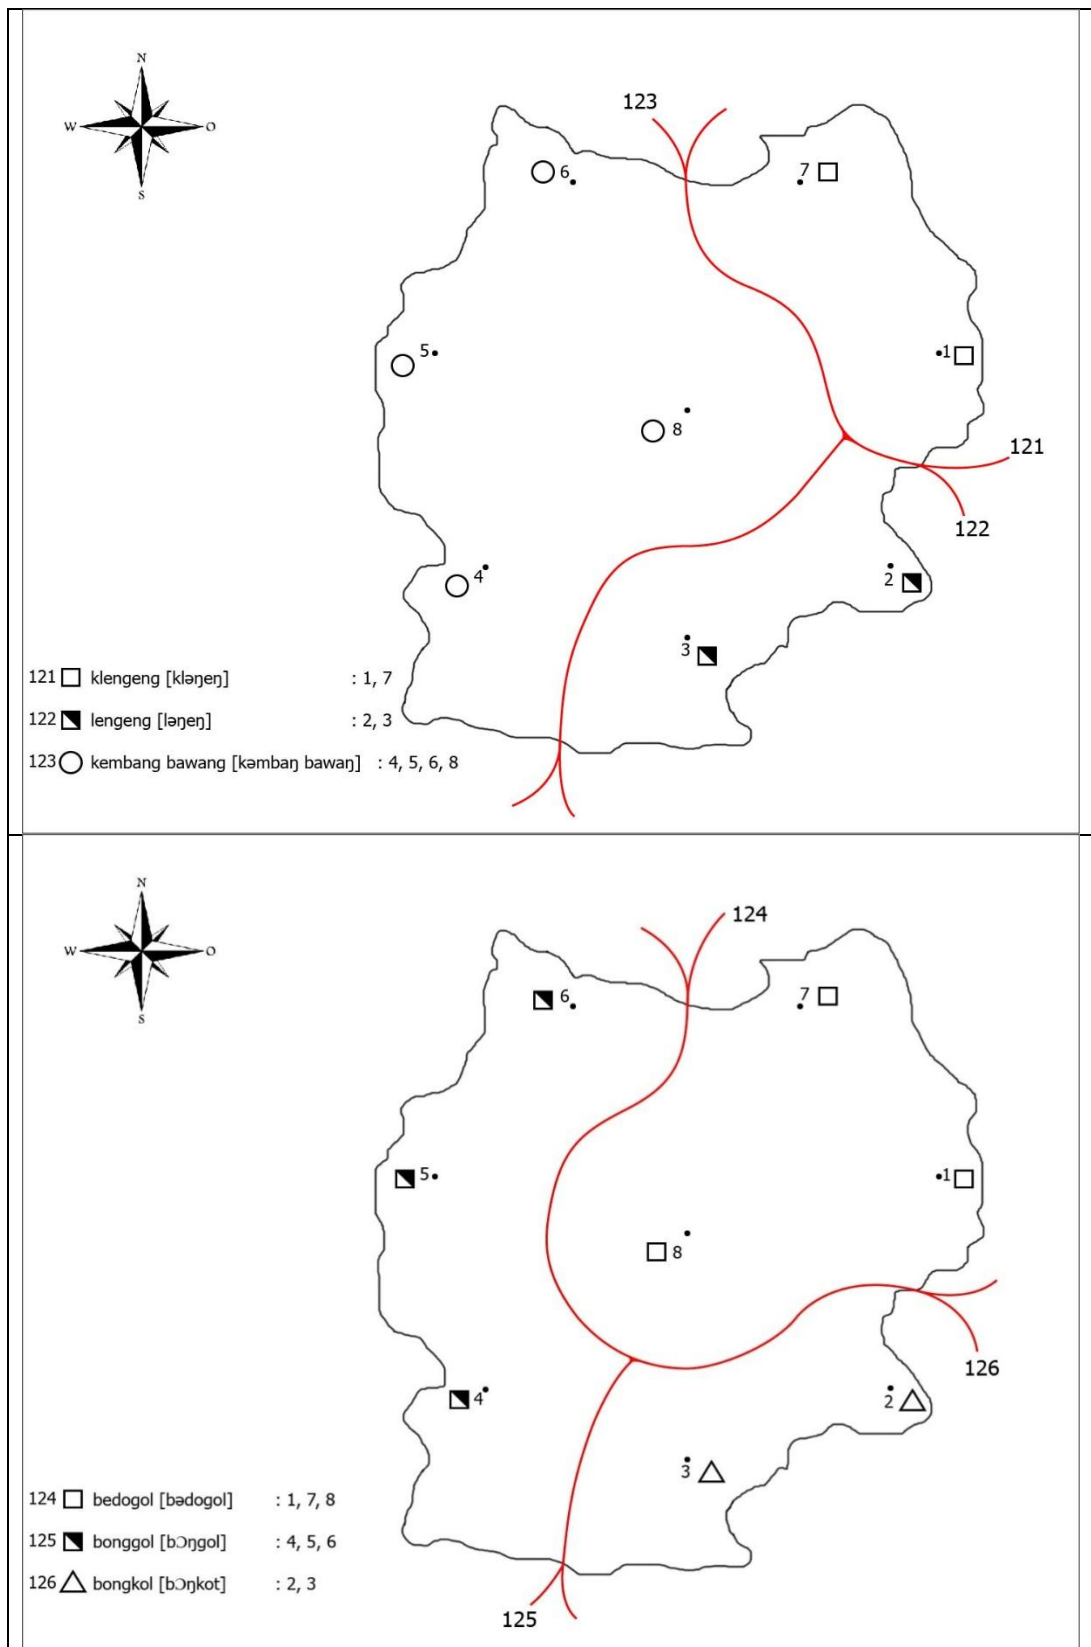 N
W
O
S
123
6
7
5
1
8
121
122
4
2
3
121 klengeng [kləŋeŋ] : 1, 7
122 lengeng [ləŋeŋ] : 2, 3
123 kembang bawang [kəmbaŋ bawaŋ] : 4, 5, 6, 8
N
W
O
S
124
6
7
5
1
8
126
4
2
3
124 bedogol [bədogol] : 1, 7, 8
125 bonggol [bɔŋgol] : 4, 5, 6
126 bongkol [bɔŋkot] : 2, 3
125